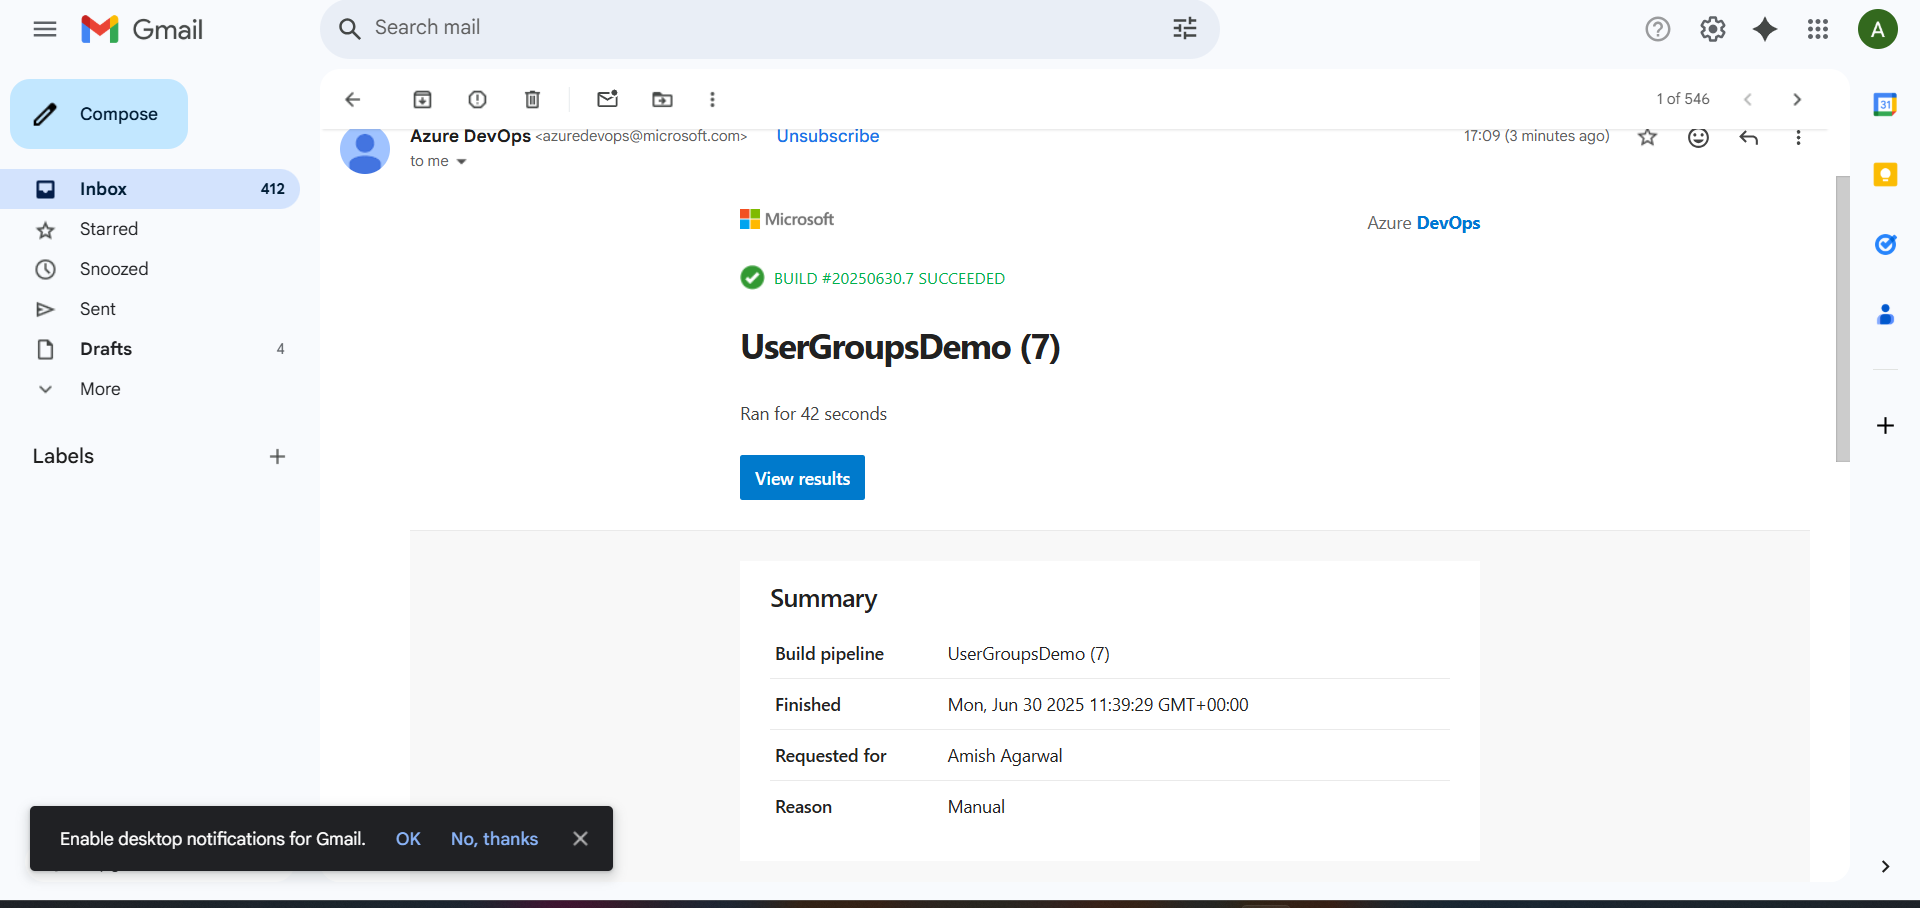 Gmail
Search mail
A
Compose
1 of 546
31
Azure DevOps <azuredevops@microsoft.com> Unsubscribe
17:09 (3 minutes ago)
to me
Inbox 412
Starred
Snoozed
Sent
Drafts 4
More
Labels
Microsoft
Azure DevOps
BUILD #20250630.7 SUCCEEDED
UserGroupsDemo (7)
Ran for 42 seconds
View results
Summary
Build pipeline UserGroupsDemo (7)
Finished Mon, Jun 30 2025 11:39:29 GMT+00:00
Requested for Amish Agarwal
Reason Manual
Enable desktop notifications for Gmail. OK No, thanks